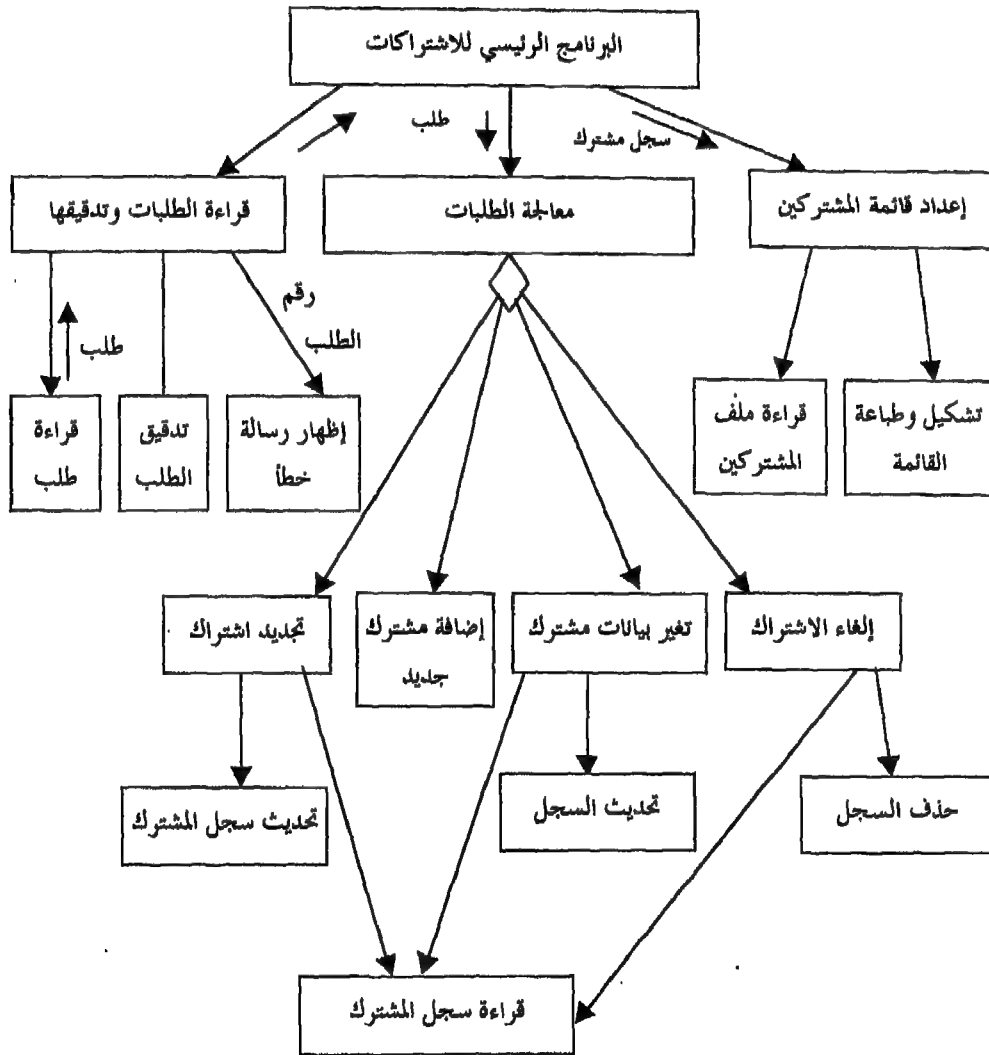 البرنامج الرئيسي للاشتراكات
طلب
سجل مشترك
قراءة الطلبات وتدقيقها
معالجة الطلبات
إعداد قائمة المشتركين
رقم
الطلب
طلب
قراءة
طلب
تدقيق
الطلب
إظهار رسالة
خطأ
قراءة ملف
المشتركين
تشكيل وطباعة
القائمة
تجديد اشتراك
إضافة مشترك
جديد
تغير بيانات مشترك
إلغاء الاشتراك
تحديث سجل المشترك
تحديث السجل
حذف السجل
قراءة سجل المشترك